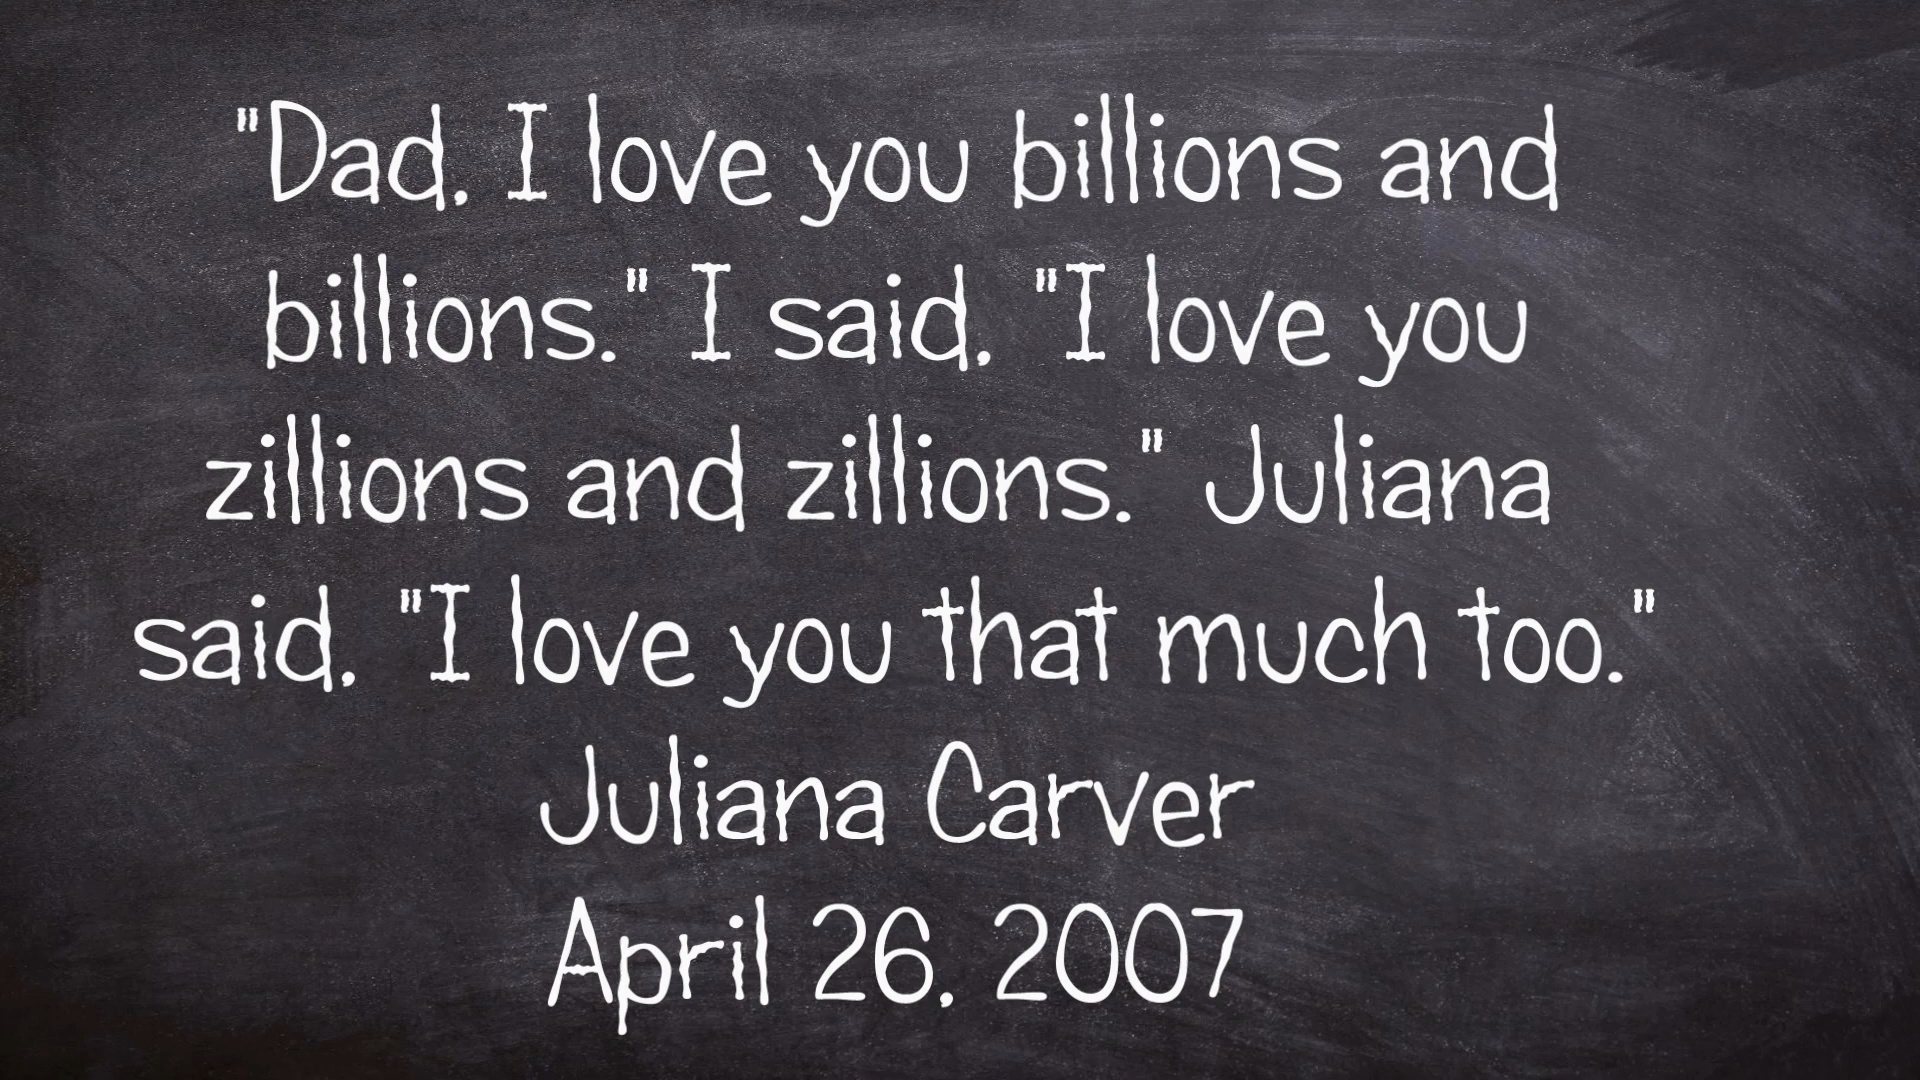 "Dad, I love you billions and
billions." I said, "I love you
zillions and zillions." Juliana
said, "I love you that much too."
Juliana Carver
April 26, 2007